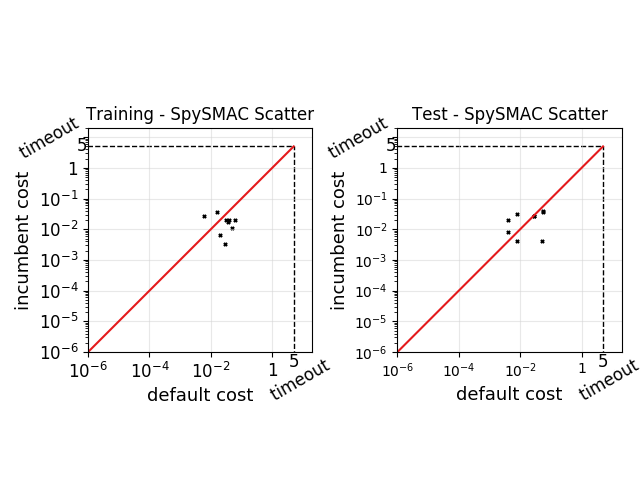 Training - SpySMAC Scatter
timeout
5
1
10⁻¹
10⁻²
10⁻³
10⁻⁴
10⁻⁵
10⁻⁶
incumbent cost
10⁻⁶ 10⁻⁴ 10⁻² 1 5
timeout
default cost
Test - SpySMAC Scatter
timeout
5
1
10⁻¹
10⁻²
10⁻³
10⁻⁴
10⁻⁵
10⁻⁶
incumbent cost
10⁻⁶ 10⁻⁴ 10⁻² 1 5
timeout
default cost